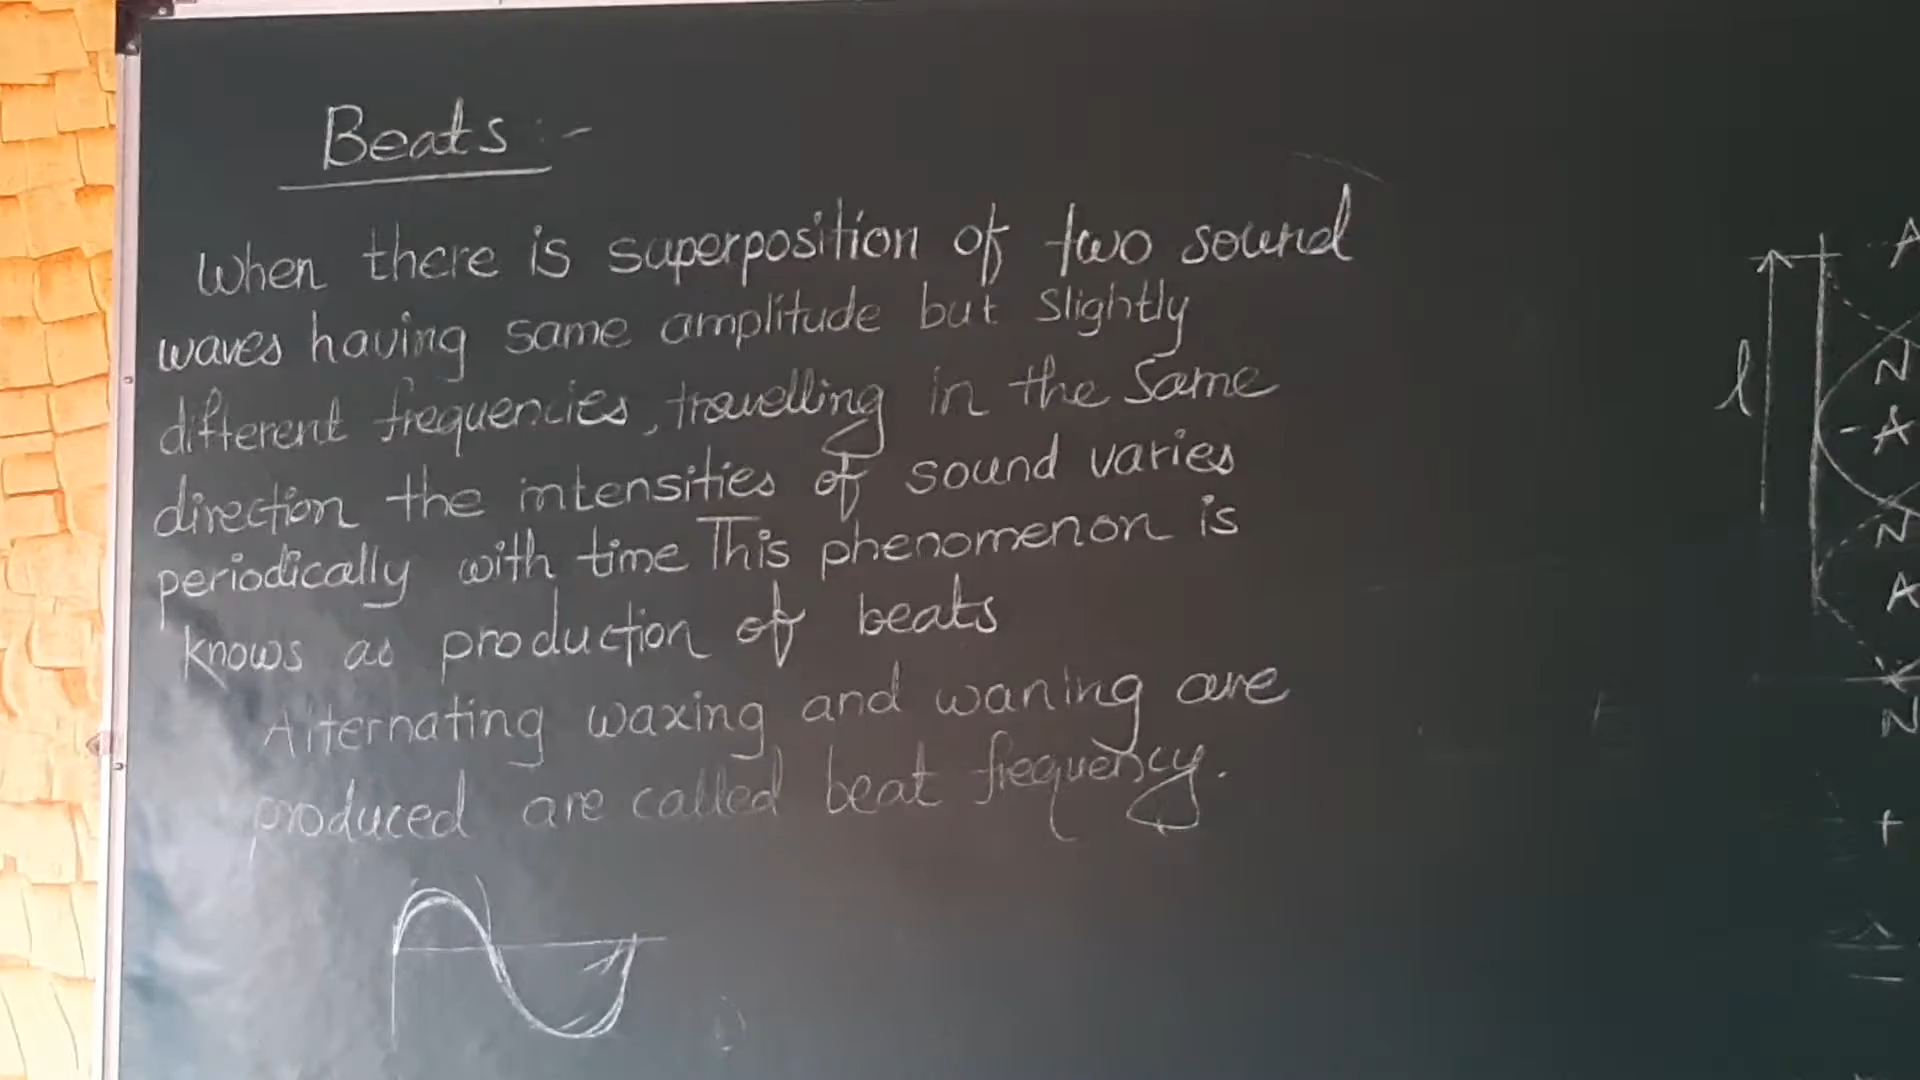 Beats :-
When there is superposition of two sound
waves having same amplitude but slightly
different frequencies, travelling in the same
direction the intensities of sound varies
periodically with time This phenomenon is
knows as production of beats
Alternating waxing and waning are
produced are called beat frequency.
l
A
N
A
N
A
N
+